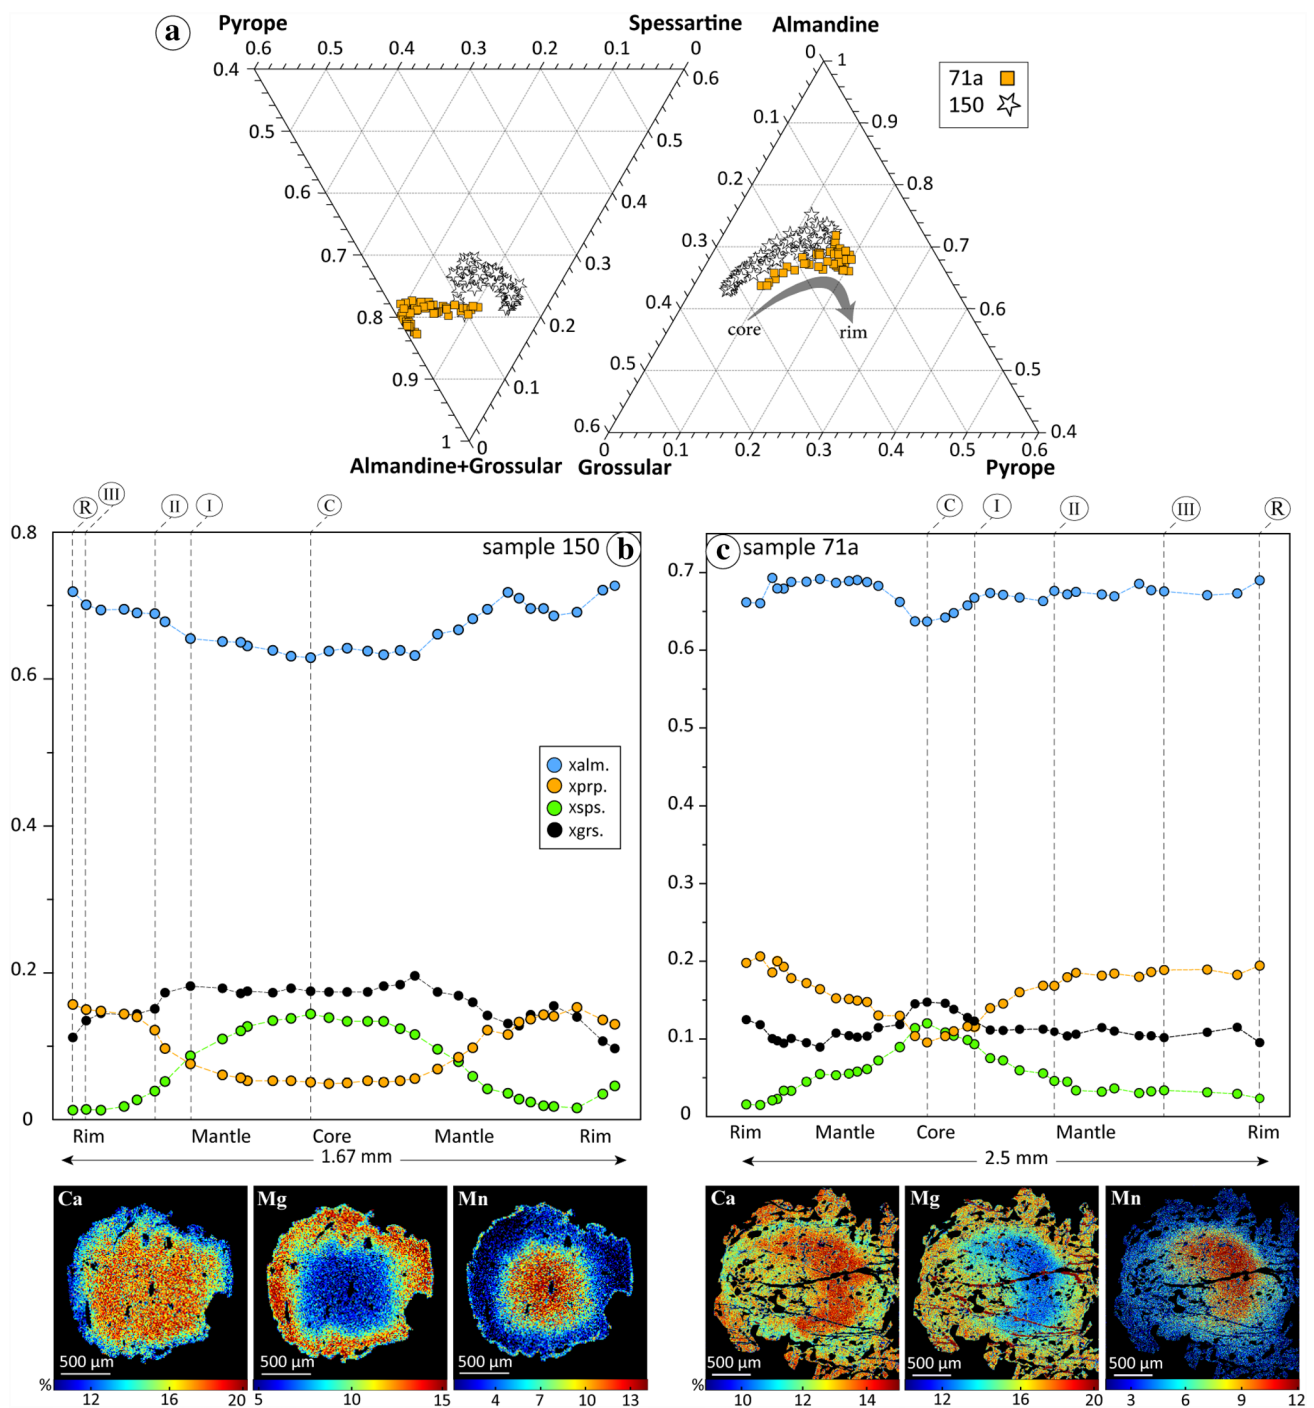 a
Pyrope Spessartine Almandine
0.6 0.5 0.4 0.3 0.2 0.1 0
0.4 0.6 0 1
71a
150
0.5 0.5 0.1 0.9
0.6 0.4 0.2 0.8
0.7 0.3 0.3 0.7
0.8 0.2 0.4 0.6
core rim
0.9 0.1 0.5 0.5
1 0 0.6 0.4
0 0.1 0.2 0.3 0.4 0.5 0.6
Almandine+Grossular Grossular Pyrope
R III II I C
C I II III R
sample 150 b
c sample 71a
0.8
0.6
0.4
0.2
0
0.7
0.6
0.5
0.4
0.3
0.2
0.1
0
xalm.
xprp.
xsps.
xgrs.
Rim Mantle Core Mantle Rim
1.67 mm
Rim Mantle Core Mantle Rim
2.5 mm
Ca Mg Mn
500 µm 500 µm 500 µm
% 12 16 20 5 10 15 4 7 10 13
Ca Mg Mn
500 µm 500 µm 500 µm
% 10 12 14 12 16 20 3 6 9 12